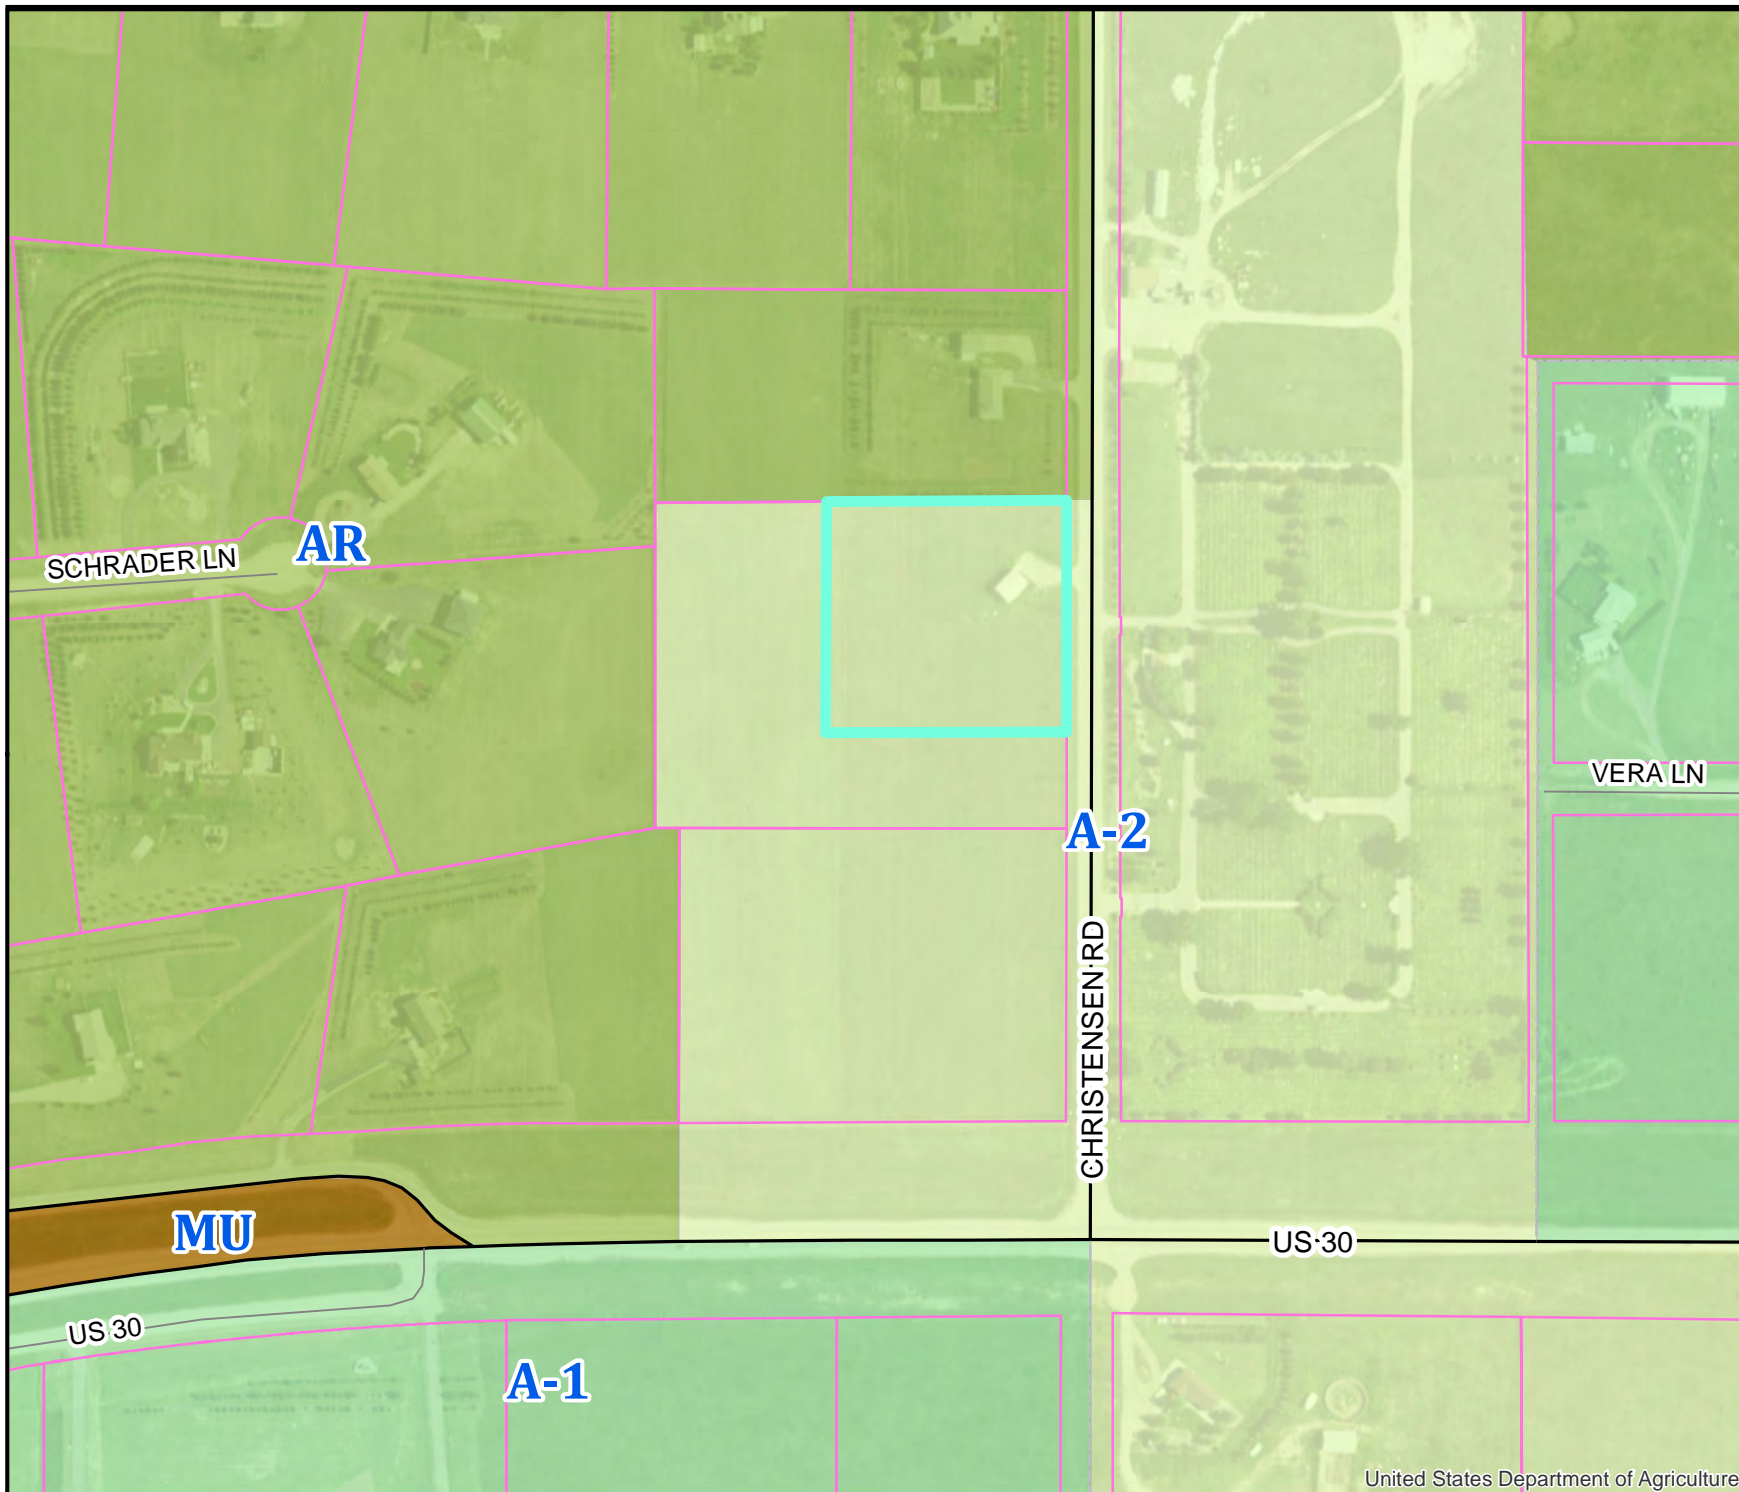 AR
SCHRADER LN
VERA LN
A-2
CHRISTENSEN RD
MU
US 30
US 30
A-1
United States Department of Agriculture